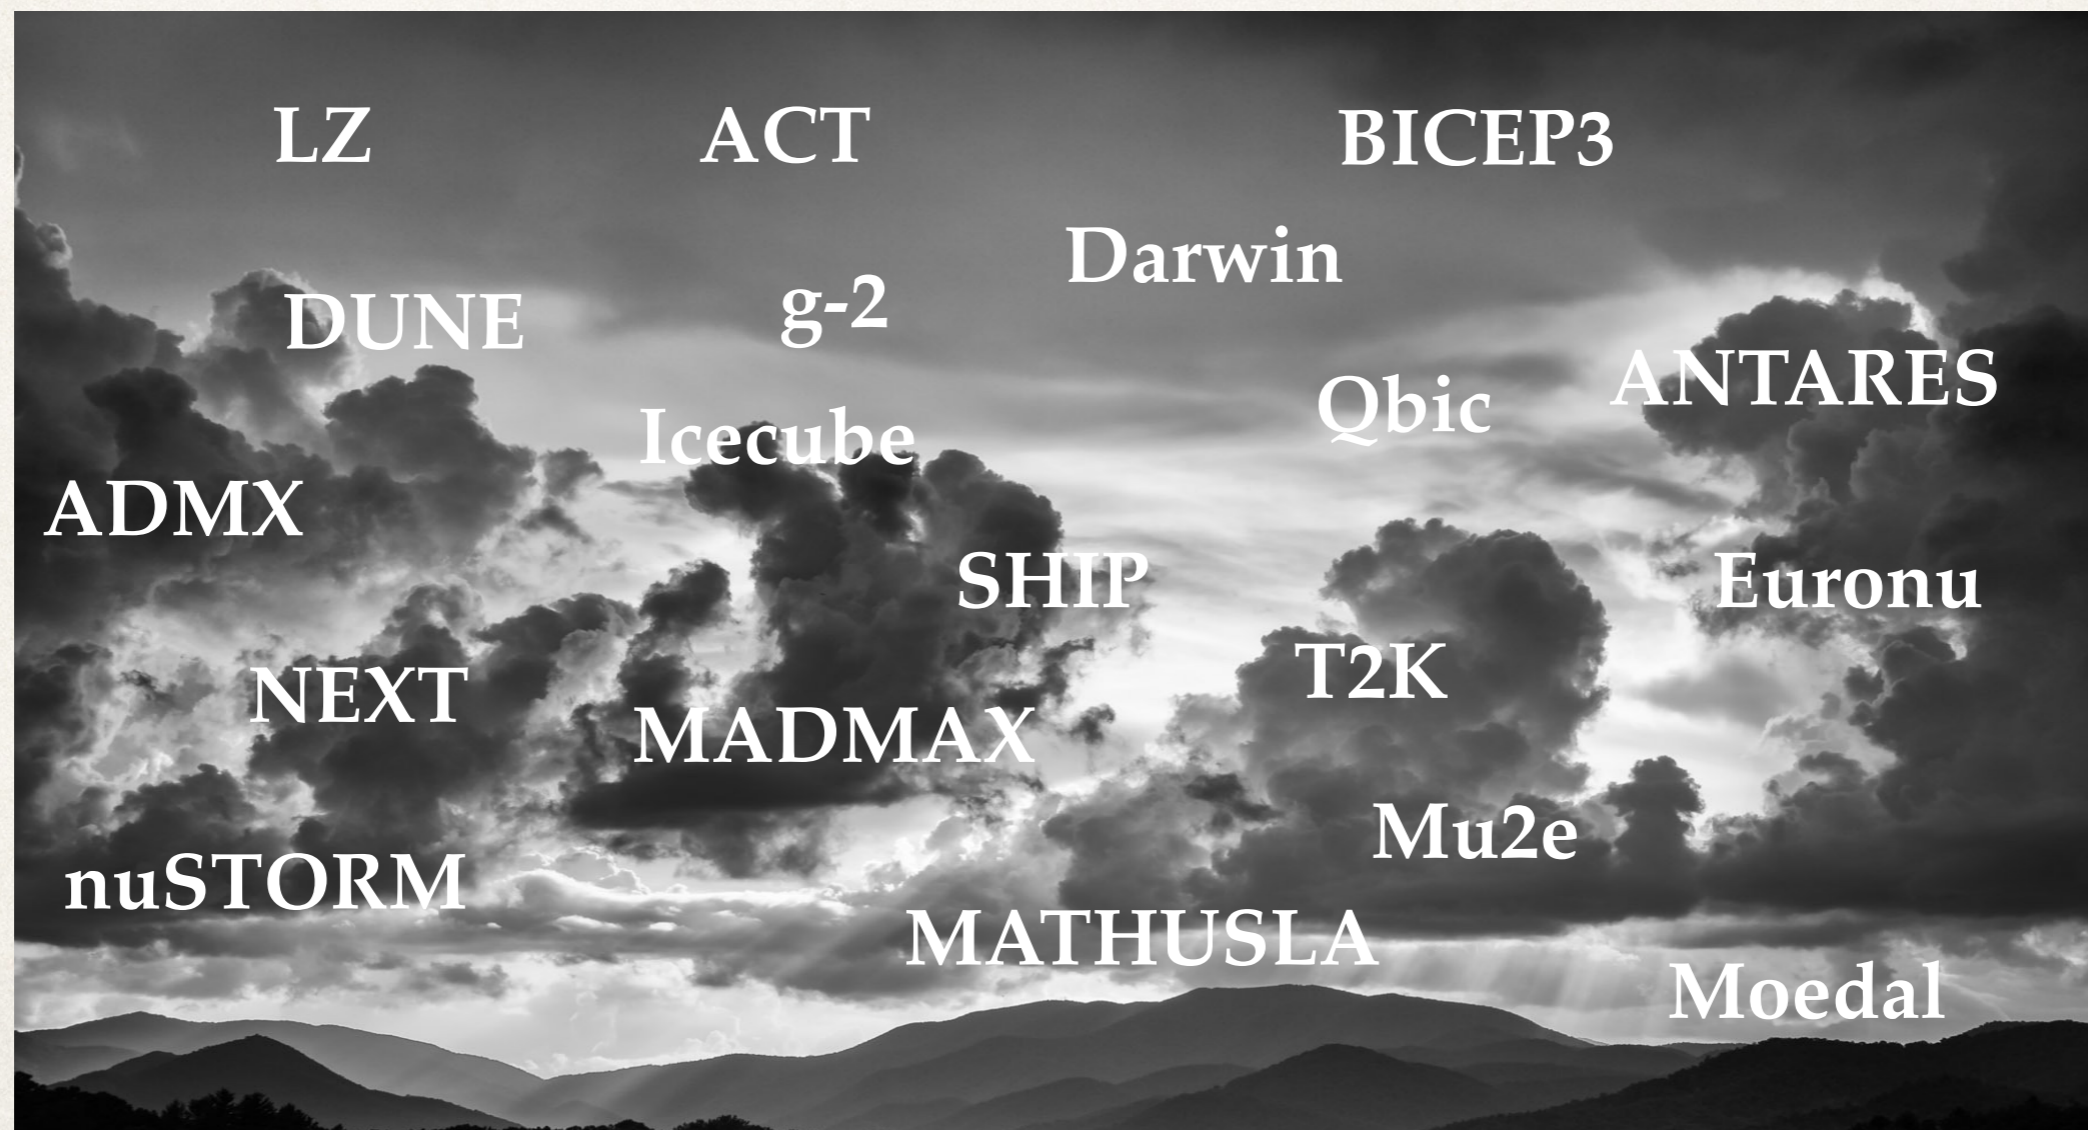 LZ
ACT
BICEP3
Darwin
DUNE
g-2
ANTARES
Qbic
Icecube
ADMX
SHIP
Euronu
T2K
NEXT
MADMAX
Mu2e
nuSTORM
MATHUSLA
Moedal